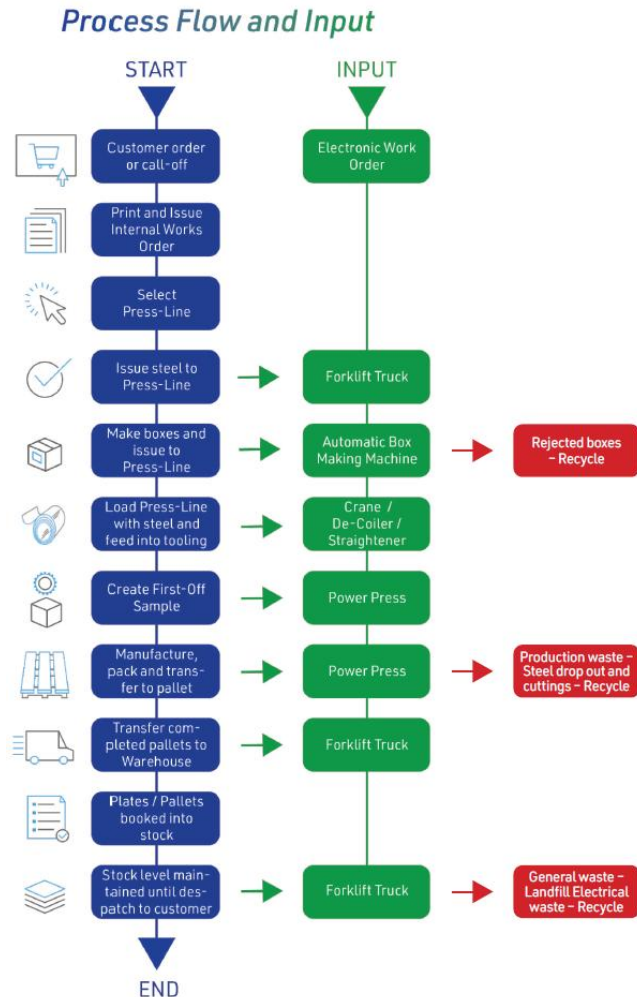 Process Flow and Input
START
INPUT
Customer order
or call-off
Electronic Work
Order
Print and Issue
Internal Works
Order
Select
Press-Line
Issue steel to
Press-Line
Forklift Truck
Make boxes and
issue to
Press-Line
Automatic Box
Making Machine
Rejected boxes
– Recycle
Load Press-Line
with steel and
feed into tooling
Crane /
De-Coiler /
Straightener
Create First-Off
Sample
Power Press
Manufacture,
pack and trans-
fer to pallet
Power Press
Production waste –
Steel drop out and
cuttings – Recycle
Transfer com-
pleted pallets to
Warehouse
Forklift Truck
Plates / Pallets
booked into
stock
Stock level main-
tained until des-
patch to customer
Forklift Truck
General waste –
Landfill Electrical
waste – Recycle
END